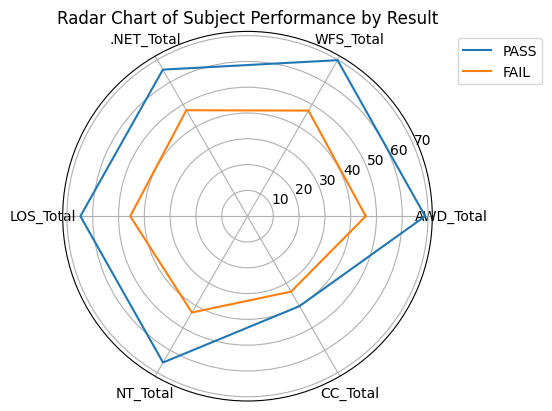 Radar Chart of Subject Performance by Result
.NET_Total
WFS_Total
PASS
FAIL
10
20
30
40
50
60
70
LOS_Total
AWD_Total
NT_Total
CC_Total